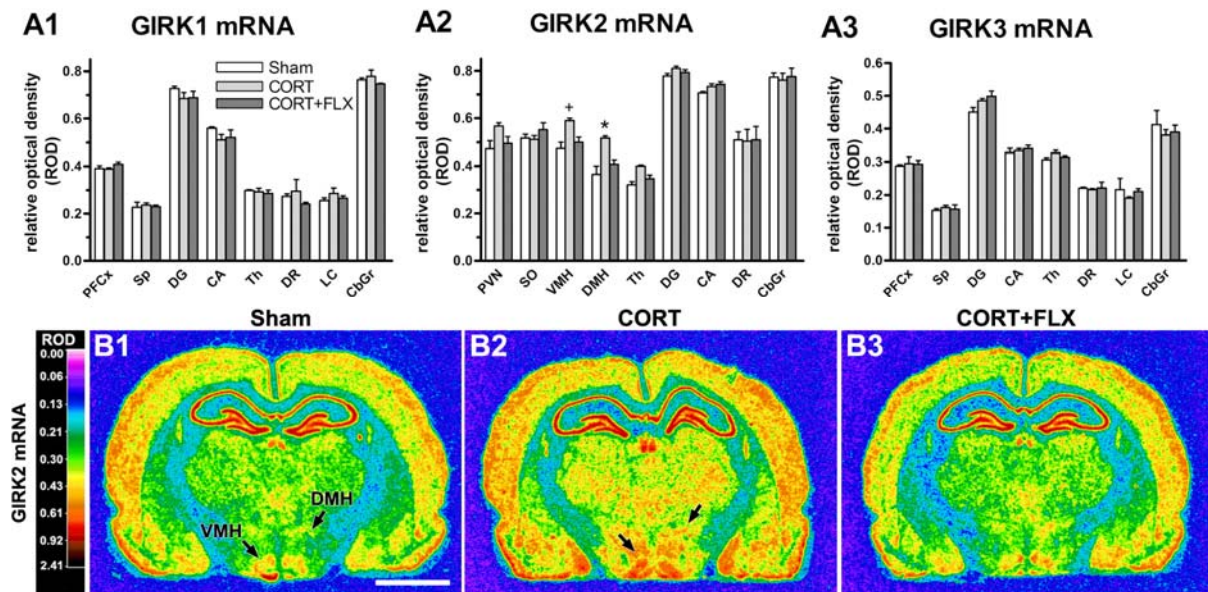 A1 GIRK1 mRNA
relative optical density
(ROD)
0.8
0.6
0.4
0.2
0.0
Sham
CORT
CORT+FLX
PFCx Sp DG CA Th DR LC CbGr
A2 GIRK2 mRNA
relative optical density
(ROD)
0.8
0.6
0.4
0.2
0.0
+
*
PVN SO VMH DMH Th DG CA DR CbGr
A3 GIRK3 mRNA
relative optical density
(ROD)
0.6
0.5
0.4
0.3
0.2
0.1
0.0
PFCx Sp DG CA Th DR LC CbGr
Sham CORT CORT+FLX
GIRK2 mRNA
ROD
0.00
0.06
0.13
0.21
0.30
0.43
0.61
0.92
2.41
B1
DMH
VMH
B2
B3